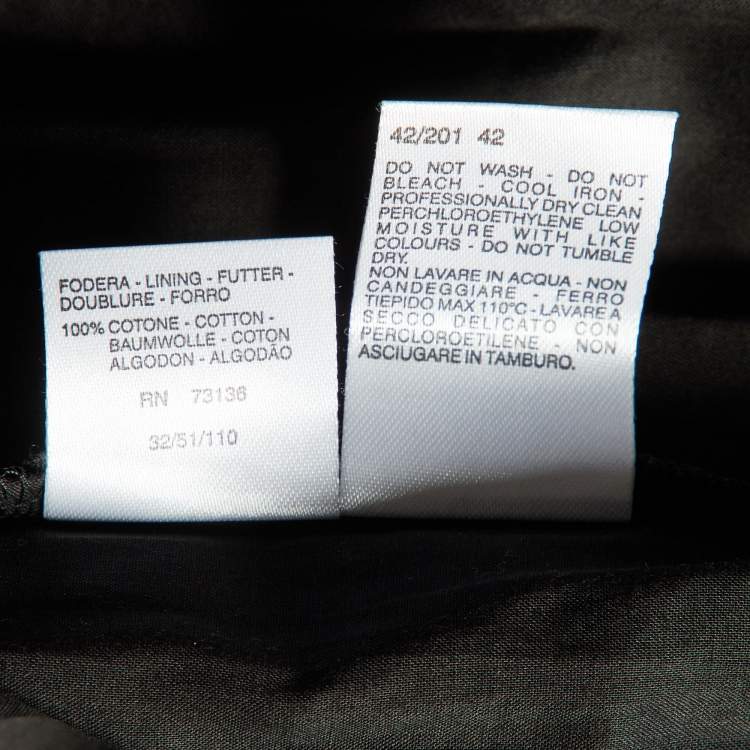 FODERA - LINING - FUTTER -
DOUBLURE - FORRO
100% COTONE - COTTON -
BAUMWOLLE - COTON
ALGODON - ALGODÃO
RN 73136
32/51/110
42/201 42
DO NOT WASH - DO NOT
BLEACH - COOL IRON -
PROFESSIONALLY DRY CLEAN
PERCHLOROETHYLENE LOW
MOISTURE WITH LIKE
COLOURS - DO NOT TUMBLE
DRY.
NON LAVARE IN ACQUA - NON
CANDEGGIARE - FERRO
TIEPIDO MAX 110°C - LAVARE A
SECCO DELICATO CON
PERCLOROETILENE - NON
ASCIUGARE IN TAMBURO.